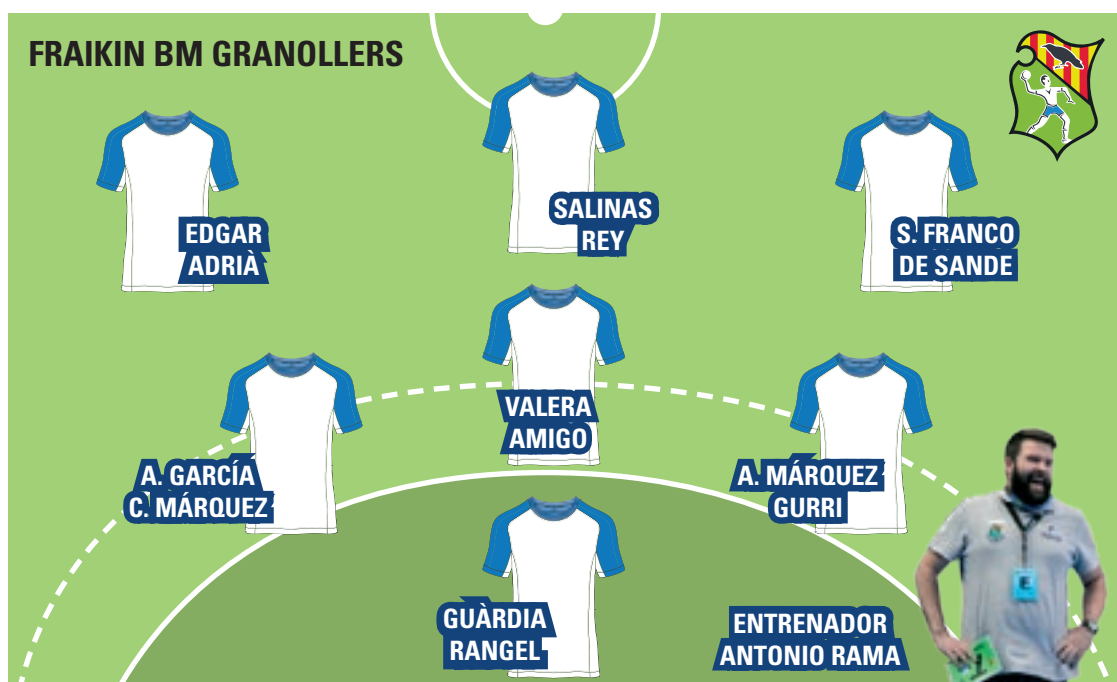 FRAIKIN BM GRANOLLERS
EDGAR
ADRIÀ
SALINAS
REY
S. FRANCO
DE SANDE
VALERA
AMIGO
A. GARCÍA
C. MÁRQUEZ
A. MÁRQUEZ
GURRI
GUÀRDIA
RANGEL
ENTRENADOR
ANTONIO RAMA
E